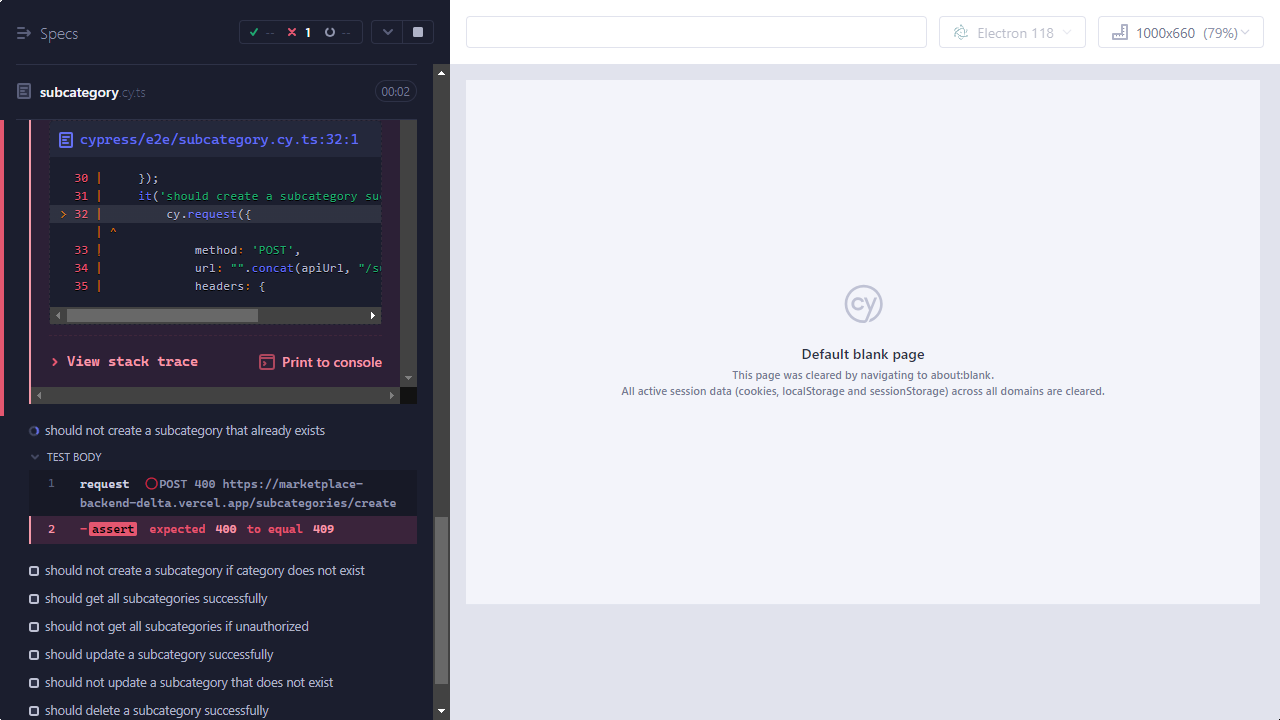 Specs
-- 1 --
Electron 118
1000x660 (79%)
subcategory.cy.ts
00:02
cypress/e2e/subcategory.cy.ts:32:1
30 | });
31 | it('should create a subcategory su
> 32 | cy.request({
| ^
33 | method: 'POST',
34 | url: "".concat(apiUrl, "/s
35 | headers: {
View stack trace
Print to console
cy
Default blank page
This page was cleared by navigating to about:blank.
All active session data (cookies, localStorage and sessionStorage) across all domains are cleared.
should not create a subcategory that already exists
TEST BODY
1 request POST 400 https://marketplace-
backend-delta.vercel.app/subcategories/create
2 -assert expected 400 to equal 409
should not create a subcategory if category does not exist
should get all subcategories successfully
should not get all subcategories if unauthorized
should update a subcategory successfully
should not update a subcategory that does not exist
should delete a subcategory successfully